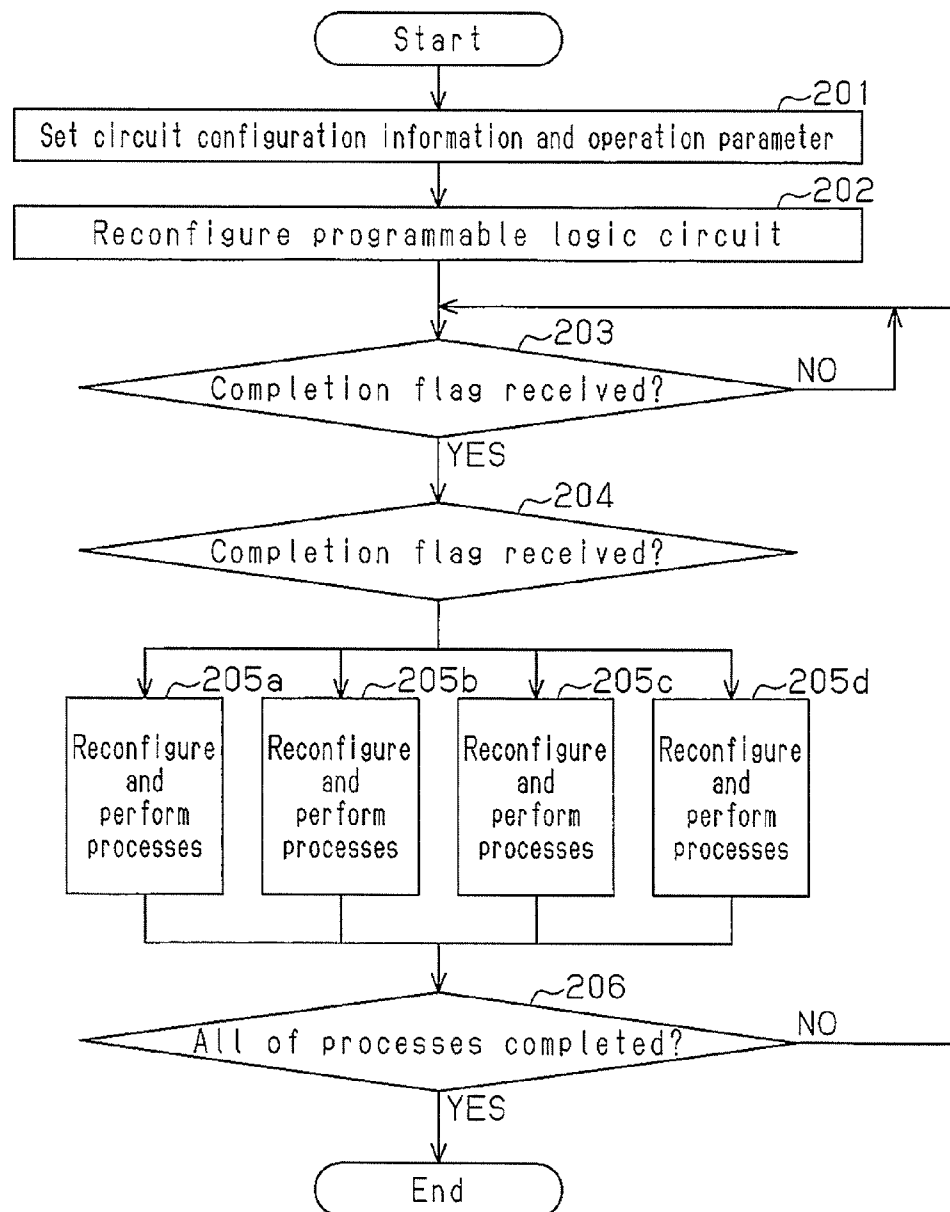 Start
201
Set circuit configuration information and operation parameter
202
Reconfigure programmable logic circuit
203
Completion flag received?
NO
YES
204
Completion flag received?
205a
205b
205c
205d
Reconfigure
and
perform
processes
Reconfigure
and
perform
processes
Reconfigure
and
perform
processes
Reconfigure
and
perform
processes
206
All of processes completed?
NO
YES
End